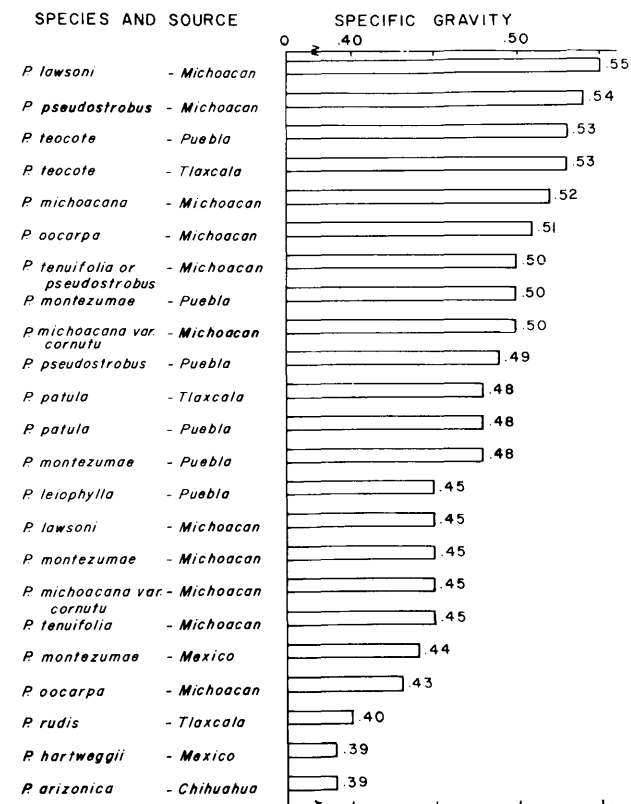 SPECIES AND SOURCE SPECIFIC GRAVITY
0 .40 .50
P. lawsoni - Michoacan .55
P. pseudostrobus - Michoacan .54
P. teocote - Puebla .53
P. teocote - Tlaxcala .53
P. michoacana - Michoacan .52
P. oocarpa - Michoacan .51
P. tenuifolia or - Michoacan .50
pseudostrobus
P. montezumae - Puebla .50
P. michoacana var. - Michoacan .50
cornutu
P. pseudostrobus - Puebla .49
P. patula - Tlaxcala .48
P. patula - Puebla .48
P. montezumae - Puebla .48
P. leiophylla - Puebla .45
P. lawsoni - Michoacan .45
P. montezumae - Michoacan .45
P. michoacana var. - Michoacan .45
cornutu
P. tenuifolia - Michoacan .45
P. montezumae - Mexico .44
P. oocarpa - Michoacan .43
P. rudis - Tlaxcala .40
P. hartweggii - Mexico .39
P. arizonica - Chihuahua .39